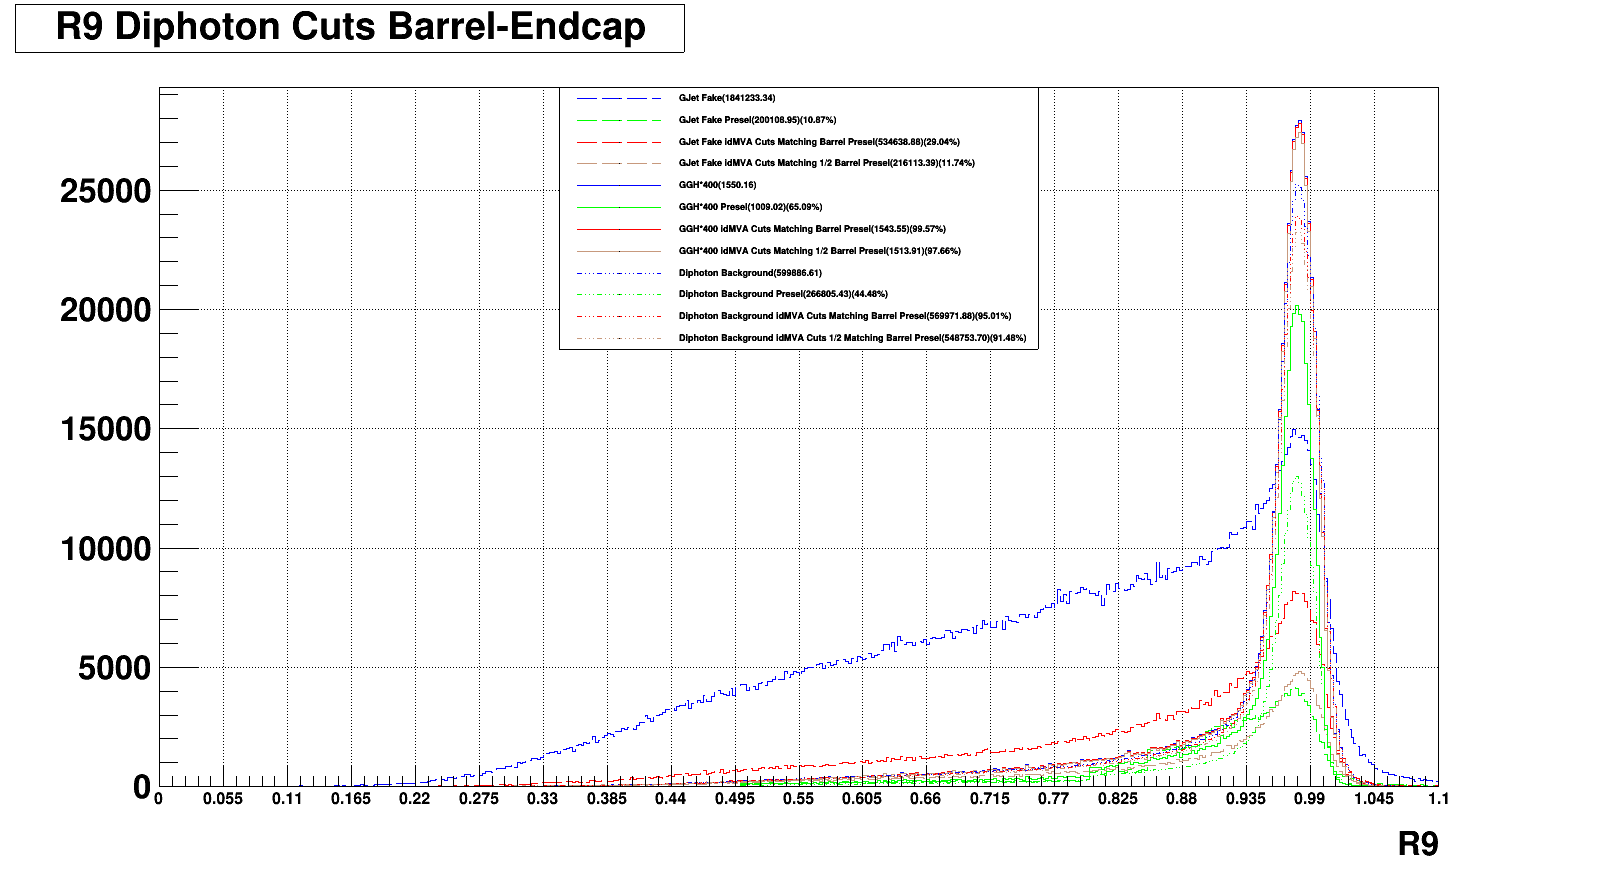 R9 Diphoton Cuts Barrel-Endcap
GJet Fake(1841233.34)
GJet Fake Presel(200108.95)(10.87%)
GJet Fake idMVA Cuts Matching Barrel Presel(534638.88)(29.04%)
GJet Fake idMVA Cuts Matching 1/2 Barrel Presel(216113.39)(11.74%)
GGH*400(1550.16)
GGH*400 Presel(1009.02)(65.09%)
GGH*400 idMVA Cuts Matching Barrel Presel(1543.55)(99.57%)
GGH*400 idMVA Cuts Matching 1/2 Barrel Presel(1513.91)(97.66%)
Diphoton Background(599886.61)
Diphoton Background Presel(266805.43)(44.48%)
Diphoton Background idMVA Cuts Matching Barrel Presel(569971.88)(95.01%)
Diphoton Background idMVA Cuts 1/2 Matching Barrel Presel(548753.70)(91.48%)
25000
20000
15000
10000
5000
0
0 0.055 0.11 0.165 0.22 0.275 0.33 0.385 0.44 0.495 0.55 0.605 0.66 0.715 0.77 0.825 0.88 0.935 0.99 1.045 1.1
R9